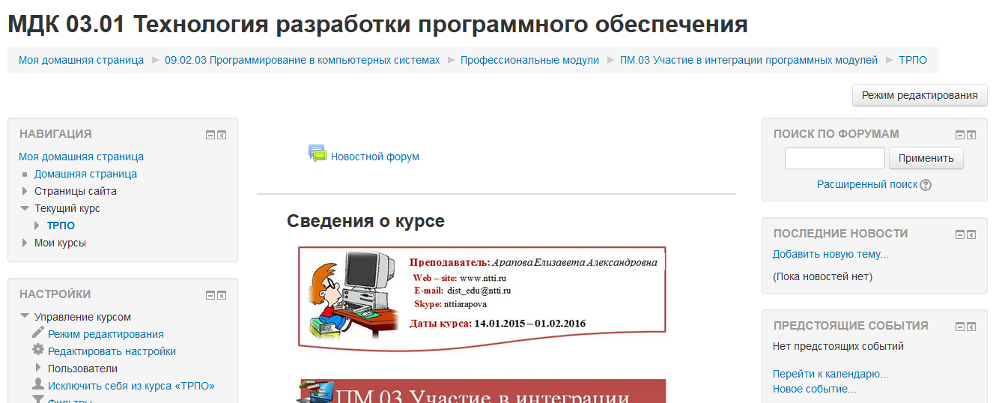 МДК 03.01 Технология разработки программного обеспечения
Моя домашняя страница ► 09.02.03 Программирование в компьютерных системах ► Профессиональные модули ► ПМ.03 Участие в интеграции программных модулей ► ТРПО
Режим редактирования
НАВИГАЦИЯ
Моя домашняя страница
Домашняя страница
Страницы сайта
Текущий курс
ТРПО
Мои курсы
НАСТРОЙКИ
Управление курсом
Режим редактирования
Редактировать настройки
Пользователи
Исключить себя из курса «ТРПО»
Фильтры
Новостной форум
Сведения о курсе
Преподаватель: Арапова Елизавета Александровна
Web – site: www.ntti.ru
E-mail: dist_edu@ntti.ru
Skype: nttiarapova
Даты курса: 14.01.2015 – 01.02.2016
ПМ.03 Участие в интеграции
ПОИСК ПО ФОРУМАМ
Применить
Расширенный поиск
ПОСЛЕДНИЕ НОВОСТИ
Добавить новую тему...
(Пока новостей нет)
ПРЕДСТОЯЩИЕ СОБЫТИЯ
Нет предстоящих событий
Перейти к календарю...
Новое событие...